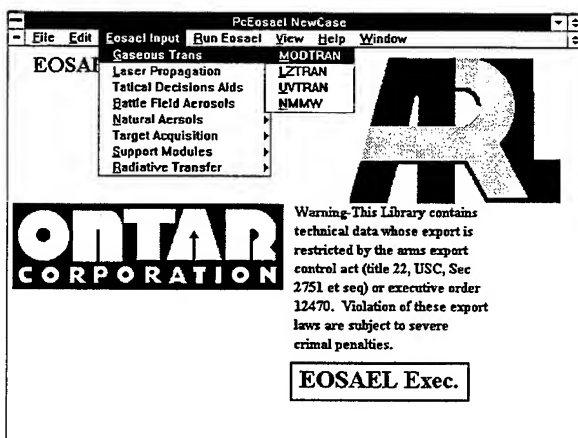 PcEosael NewCase
File Edit Eosael Input Run Eosael View Help Window
EOSAE
Gaseous Trans
Laser Propagation
Tatical Decisions Aids
Battle Field Aerosols
Natural Aersols
Target Acquisition
Support Modules
Radiative Transfer
MODTRAN
LZTRAN
UVTRAN
NMMW
ARL
ONTAR
CORPORATION
Warning-This Library contains
technical data whose export is
restricted by the arms export
control act (title 22, USC, Sec
2751 et seq) or executive order
12470. Violation of these export
laws are subject to severe
crimal penalties.
EOSAEL Exec.